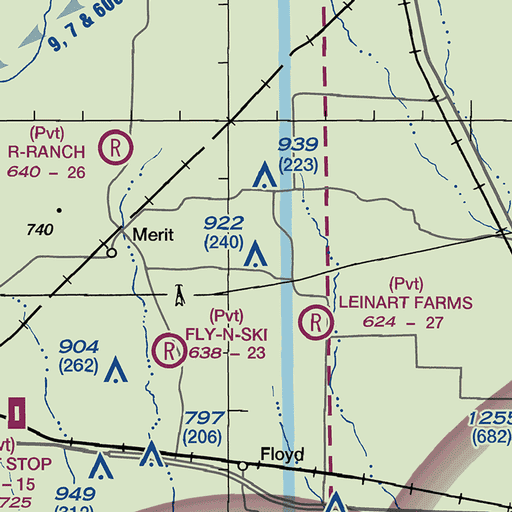 9, 7 & 600
(Pvt)
R
R-RANCH
640 - 26
939
(223)
740
Merit
922
(240)
(Pvt)
LEINART FARMS
R
624 - 27
(Pvt)
FLY-N-SKI
R
638 - 23
904
(262)
797
(206)
1255
(682)
Floyd
STOP
- 15
725
949